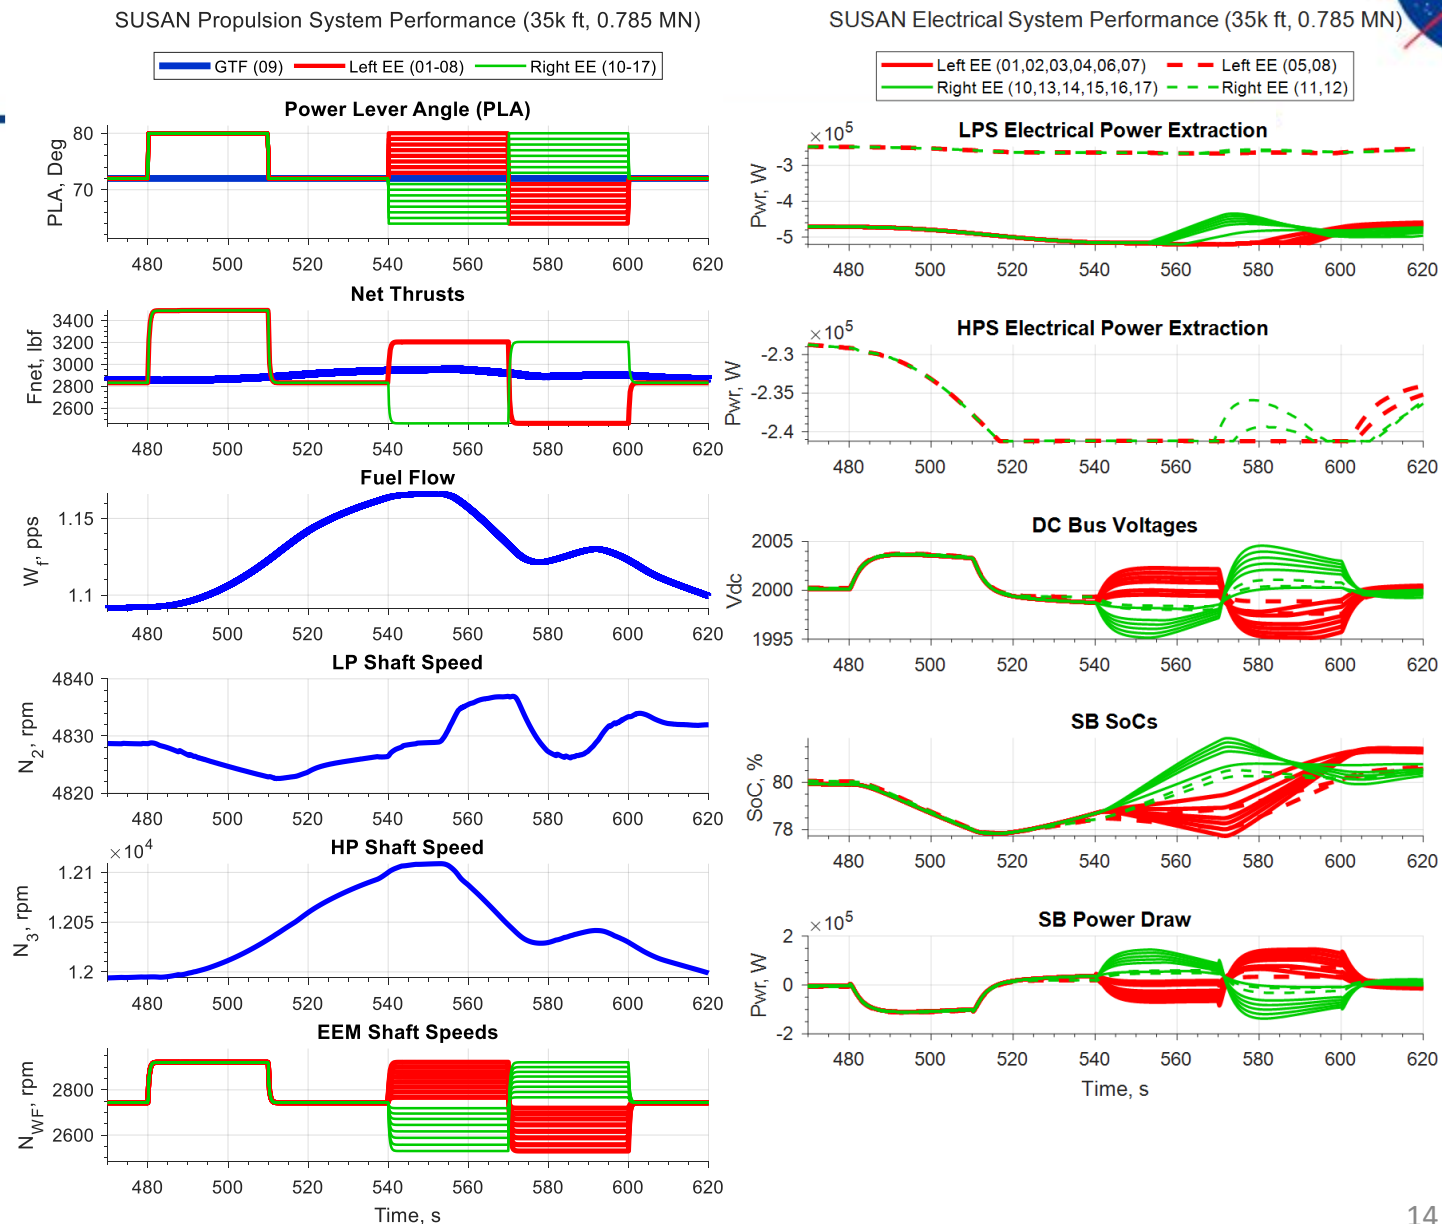 SUSAN Propulsion System Performance (35k ft, 0.785 MN)
GTF (09) Left EE (01-08) Right EE (10-17)
Power Lever Angle (PLA)
PLA, Deg
80
70
480 500 520 540 560 580 600 620
Net Thrusts
Fnet, lbf
3400
3200
3000
2800
2600
480 500 520 540 560 580 600 620
Fuel Flow
Wf, pps
1.15
1.1
480 500 520 540 560 580 600 620
LP Shaft Speed
N2, rpm
4840
4830
4820
480 500 520 540 560 580 600 620
HP Shaft Speed
×10^4
N3, rpm
1.21
1.205
1.2
480 500 520 540 560 580 600 620
EEM Shaft Speeds
NWF, rpm
2800
2600
480 500 520 540 560 580 600 620
Time, s
SUSAN Electrical System Performance (35k ft, 0.785 MN)
Left EE (01,02,03,04,06,07) Left EE (05,08)
Right EE (10,13,14,15,16,17) Right EE (11,12)
LPS Electrical Power Extraction
×10^5
Pwr, W
-3
-4
-5
480 500 520 540 560 580 600 620
HPS Electrical Power Extraction
×10^5
Pwr, W
-2.3
-2.35
-2.4
480 500 520 540 560 580 600 620
DC Bus Voltages
Vdc
2005
2000
1995
480 500 520 540 560 580 600 620
SB SoCs
SoC, %
80
78
480 500 520 540 560 580 600 620
SB Power Draw
×10^5
Pwr, W
2
0
-2
480 500 520 540 560 580 600 620
Time, s
14